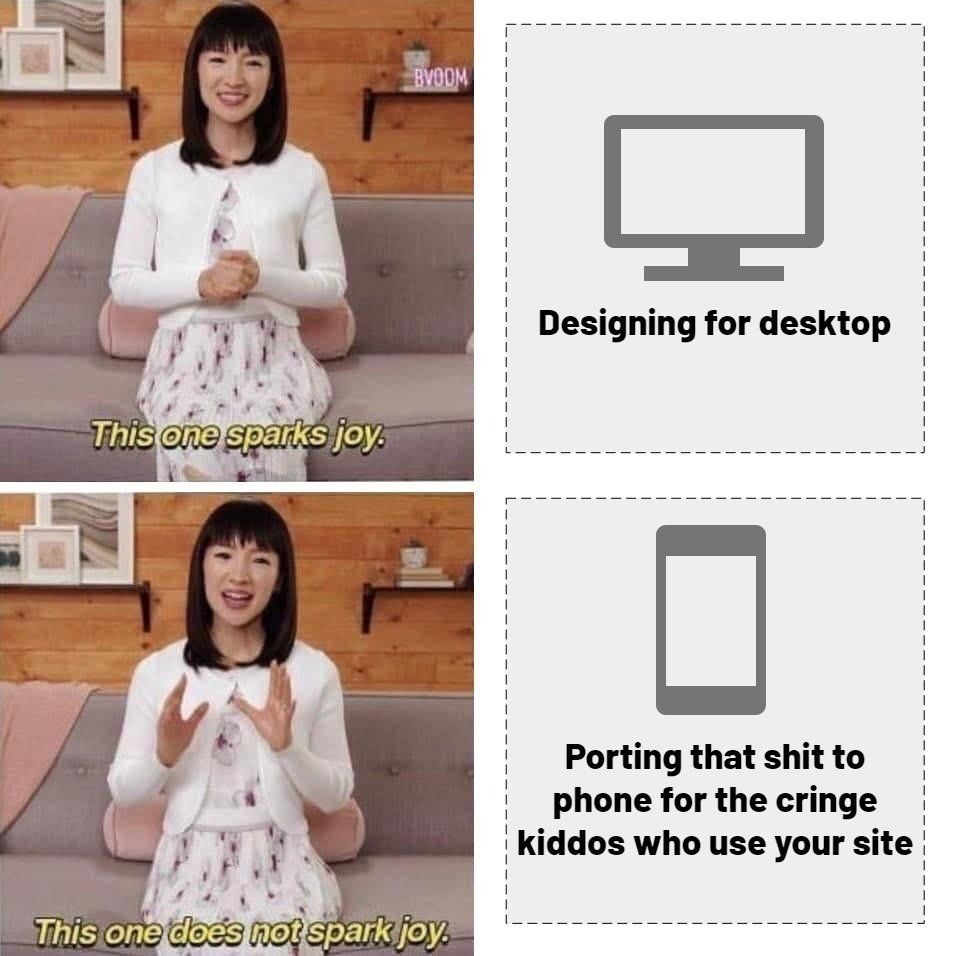 BVODM
Designing for desktop
This one sparks joy.
Porting that shit to
phone for the cringe
kiddos who use your site
This one does not spark joy.